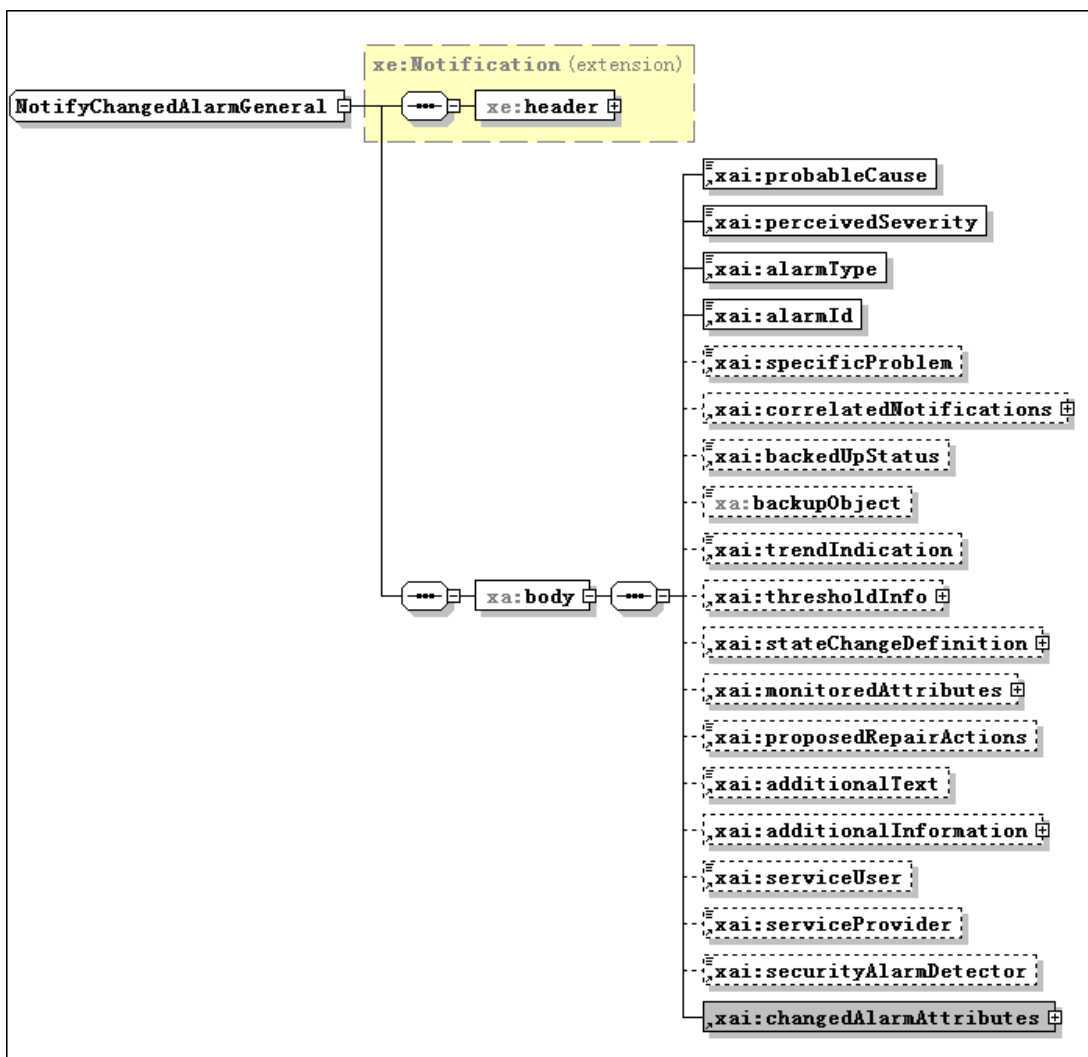 xe:Notification (extension)
NotifyChangedAlarmGeneral
xe:header
xai:probableCause
xai:perceivedSeverity
xai:alarmType
xai:alarmId
xai:specificProblem
xai:correlatedNotifications
xai:backedUpStatus
xa:backupObject
xai:trendIndication
xa:body
xai:thresholdInfo
xai:stateChangeDefinition
xai:monitoredAttributes
xai:proposedRepairActions
xai:additionalText
xai:additionalInformation
xai:serviceUser
xai:serviceProvider
xai:securityAlarmDetector
xai:changedAlarmAttributes